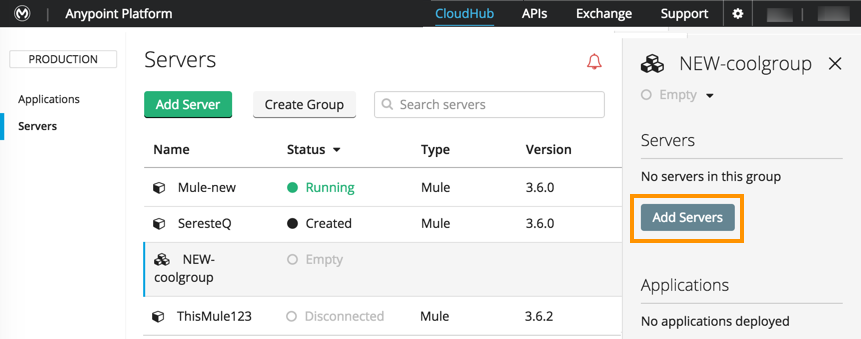 Anypoint Platform
CloudHub APIs Exchange Support
PRODUCTION
Applications
Servers
Servers
Add Server Create Group Search servers
Name Status Type Version
Mule-new Running Mule 3.6.0
SeresteQ Created Mule 3.6.0
NEW- Empty
coolgroup
ThisMule123 Disconnected Mule 3.6.2
NEW-coolgroup
Empty
Servers
No servers in this group
Add Servers
Applications
No applications deployed